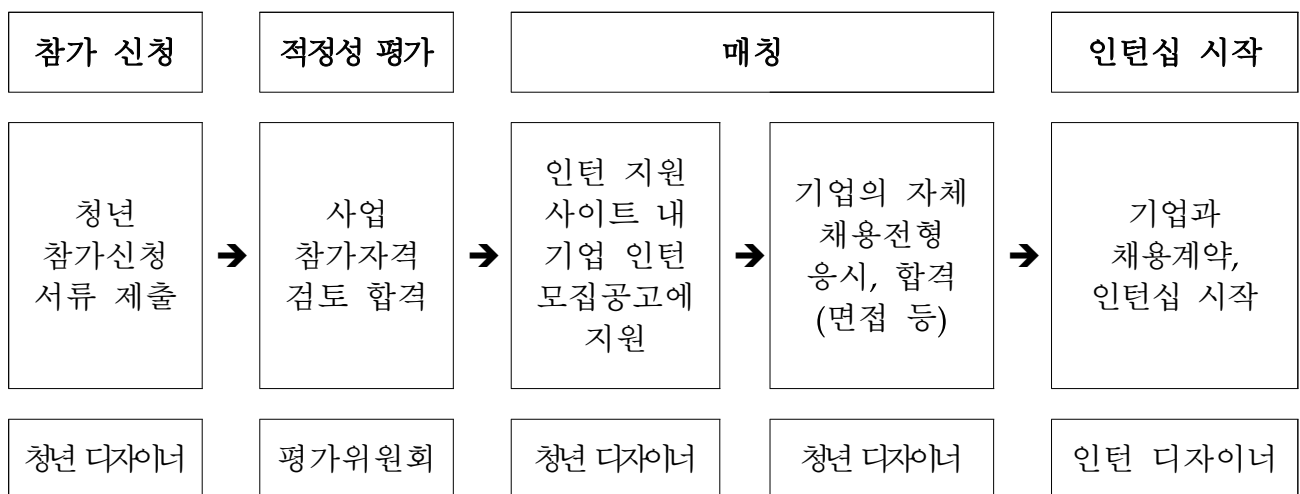 참가 신청
적정성 평가
매칭
인턴십 시작
청년
참가신청
서류 제출
➔
사업
참가자격
검토 합격
➔
인턴 지원
사이트 내
기업 인턴
모집공고에
지원
➔
기업의 자체
채용전형
응시, 합격
(면접 등)
➔
기업과
채용계약,
인턴십 시작
청년 디자이너
평가위원회
청년 디자이너
청년 디자이너
인턴 디자이너